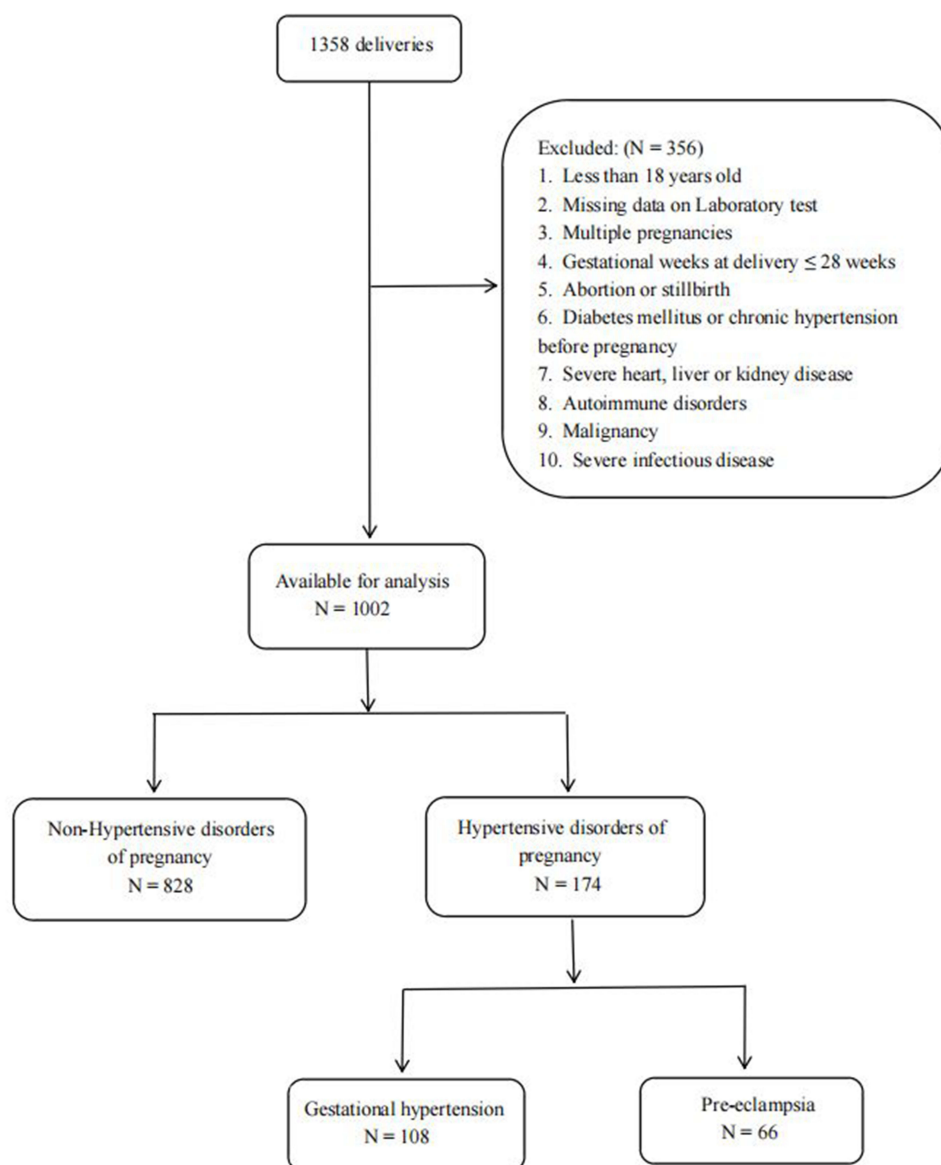 1358 deliveries
Excluded: (N = 356)
1. Less than 18 years old
2. Missing data on Laboratory test
3. Multiple pregnancies
4. Gestational weeks at delivery ≤ 28 weeks
5. Abortion or stillbirth
6. Diabetes mellitus or chronic hypertension
before pregnancy
7. Severe heart, liver or kidney disease
8. Autoimmune disorders
9. Malignancy
10. Severe infectious disease
Available for analysis
N = 1002
Non-Hypertensive disorders
of pregnancy
N = 828
Hypertensive disorders of
pregnancy
N = 174
Gestational hypertension
N = 108
Pre-eclampsia
N = 66